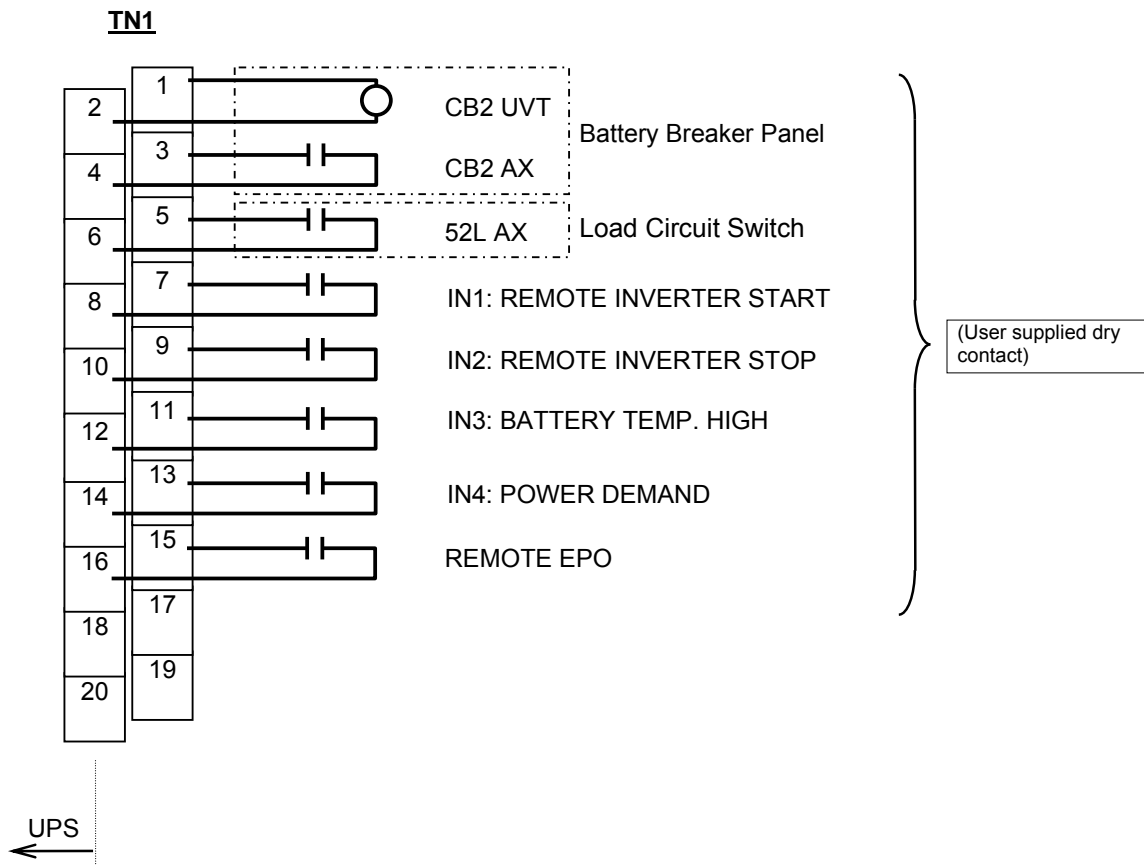 TN1
1
2
CB2 UVT
Battery Breaker Panel
3
4
CB2 AX
5
6
52L AX
Load Circuit Switch
7
8
IN1: REMOTE INVERTER START
9
10
IN2: REMOTE INVERTER STOP
(User supplied dry
contact)
11
12
IN3: BATTERY TEMP. HIGH
13
14
IN4: POWER DEMAND
15
16
REMOTE EPO
17
18
19
20
UPS